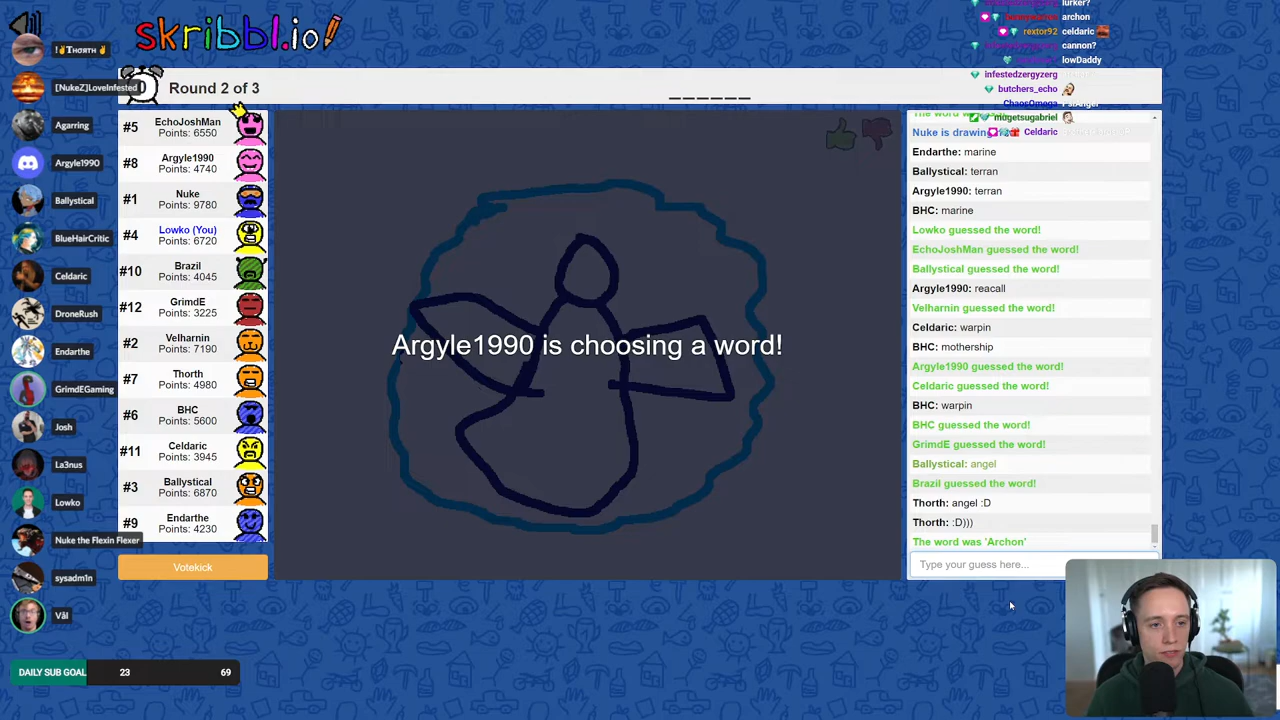 skribbl.io
!✌Tʜσʀтʜ ✌
[NukeZ]LoveInfested
Agarring
Argyle1990
Ballystical
BlueHairCritic
Celdaric
DroneRush
Endarthe
GrimdEGaming
Josh
La3nus
Lowko
Nuke the Flexin Flexer
sysadm1n
Väl
DAILY SUB GOAL 23 69
0 Round 2 of 3 ______
#5 EchoJoshMan
Points: 6550
#8 Argyle1990
Points: 4740
#1 Nuke
Points: 9780
#4 Lowko (You)
Points: 6720
#10 Brazil
Points: 4045
#12 GrimdE
Points: 3225
#2 Velharnin
Points: 7190
#7 Thorth
Points: 4980
#6 BHC
Points: 5600
#11 Celdaric
Points: 3945
#3 Ballystical
Points: 6870
#9 Endarthe
Points: 4230
Votekick
Argyle1990 is choosing a word!
lurker?
archon
rextor92 celdaric
cannon?
lowDaddy
infestedzergyzerg
butchers_echo
ChaosOmega
mugetsugabriel
Celdaric
Nuke is drawing
Endarthe: marine
Ballystical: terran
Argyle1990: terran
BHC: marine
Lowko guessed the word!
EchoJoshMan guessed the word!
Ballystical guessed the word!
Argyle1990: reacall
Velharnin guessed the word!
Celdaric: warpin
BHC: mothership
Argyle1990 guessed the word!
Celdaric guessed the word!
BHC: warpin
BHC guessed the word!
GrimdE guessed the word!
Ballystical: angel
Brazil guessed the word!
Thorth: angel :D
Thorth: :D)))
The word was 'Archon'
Type your guess here...